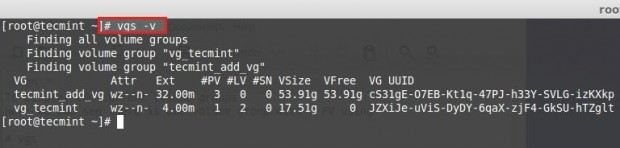 root
[root@tecmint ]# vgs -v
Finding all volume groups
Finding volume group "vg_tecmint"
Finding volume group "tecmint_add_vg"
VG Attr Ext #PV #LV #SN VSize VFree VG UUID
tecmint_add_vg wz--n- 32.00m 3 0 0 53.91g 53.91g cS31gE-O7EB-Kt1q-47PJ-h33Y-SVLG-izKXkp
vg_tecmint wz--n- 4.00m 1 2 0 17.51g 0 JZXiJe-uViS-DyDY-6qaX-zjF4-GkSU-hTZglt
[root@tecmint ]#